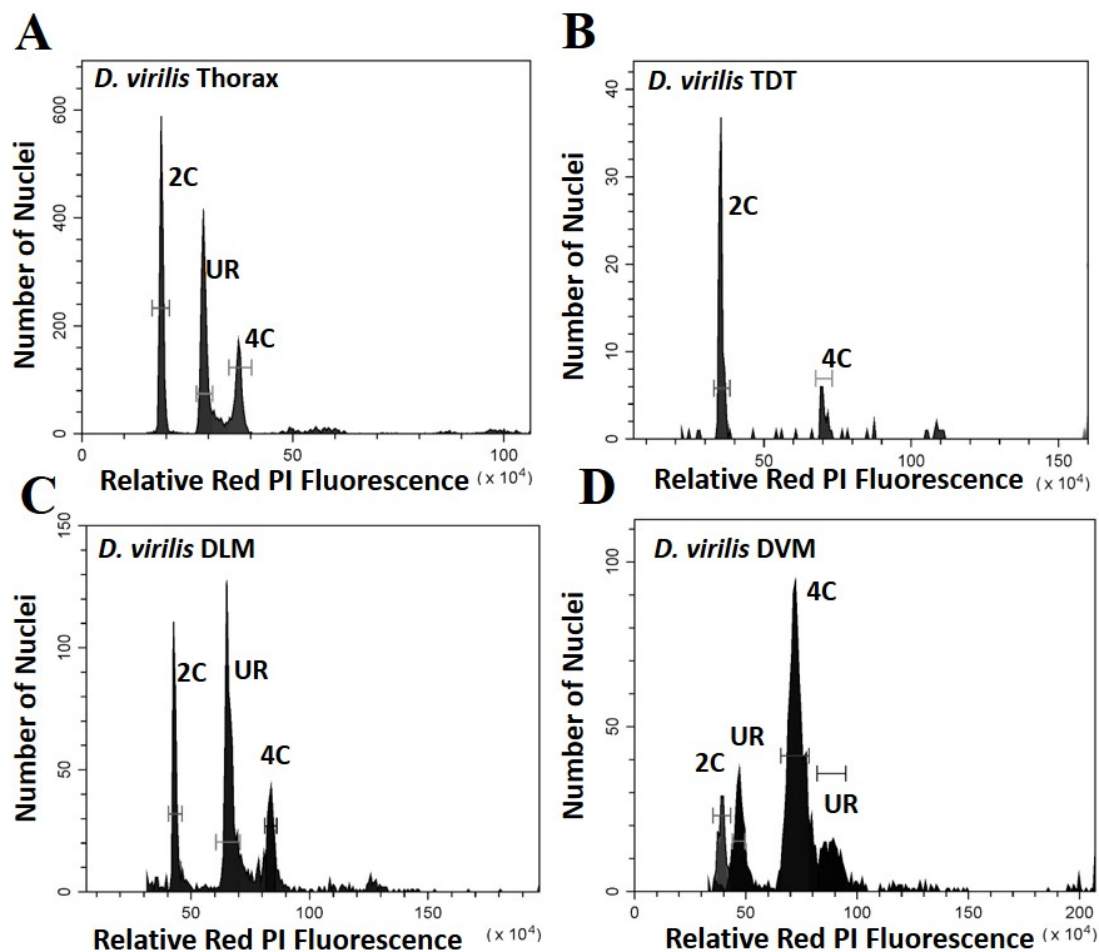 A
D. virilis Thorax
Number of Nuclei
600
400
200
0
2C
UR
4C
0
50
100
Relative Red PI Fluorescence (× 10⁴)
B
D. virilis TDT
Number of Nuclei
40
30
20
10
0
2C
4C
50
100
150
Relative Red PI Fluorescence (× 10⁴)
C
D. virilis DLM
Number of Nuclei
150
100
50
0
2C
UR
4C
50
100
150
Relative Red PI Fluorescence (× 10⁴)
D
D. virilis DVM
Number of Nuclei
100
50
0
2C
UR
4C
UR
0
50
100
150
200
Relative Red PI Fluorescence (× 10⁴)